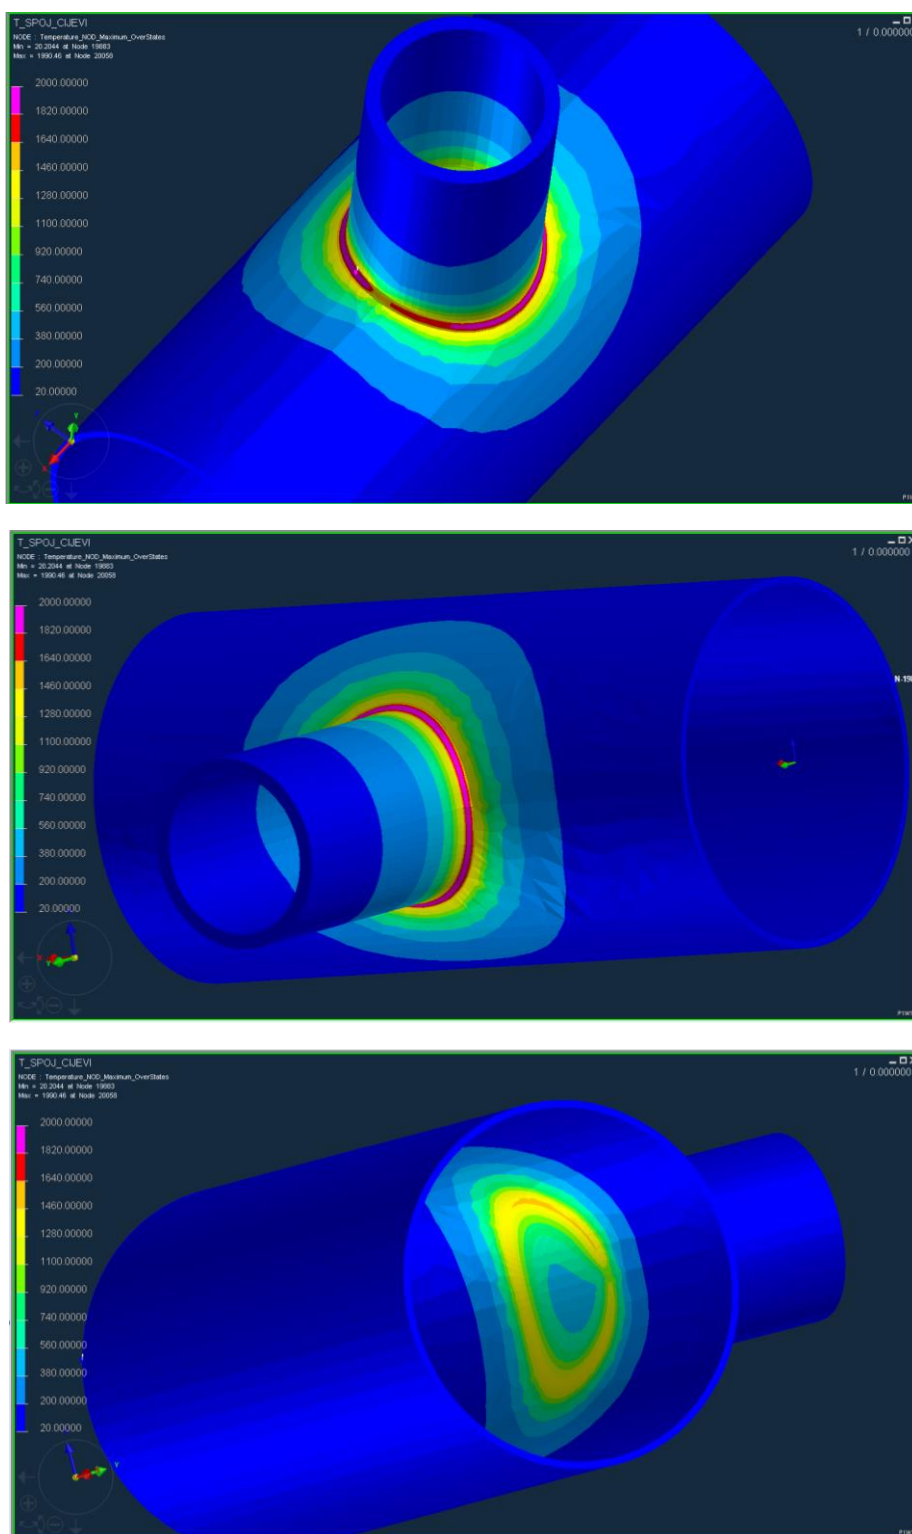 T_SPOJ_CIJEVI
NODE : Temperature_NOD_Maximum_OverStates
Min = 20.2044 at Node 19883
Max = 1990.46 at Node 20058
1 / 0.000000
2000.00000
1820.00000
1640.00000
1460.00000
1280.00000
1100.00000
920.00000
740.00000
560.00000
380.00000
200.00000
20.00000
Y
X
T_SPOJ_CIJEVI
NODE : Temperature_NOD_Maximum_OverStates
Min = 20.2044 at Node 19883
Max = 1990.46 at Node 20058
1 / 0.000000
2000.00000
1820.00000
1640.00000
1460.00000
1280.00000
1100.00000
920.00000
740.00000
560.00000
380.00000
200.00000
20.00000
T_SPOJ_CIJEVI
NODE : Temperature_NOD_Maximum_OverStates
Min = 20.2044 at Node 19883
Max = 1990.46 at Node 20058
1 / 0.000000
2000.00000
1820.00000
1640.00000
1460.00000
1280.00000
1100.00000
920.00000
740.00000
560.00000
380.00000
200.00000
20.00000
Y